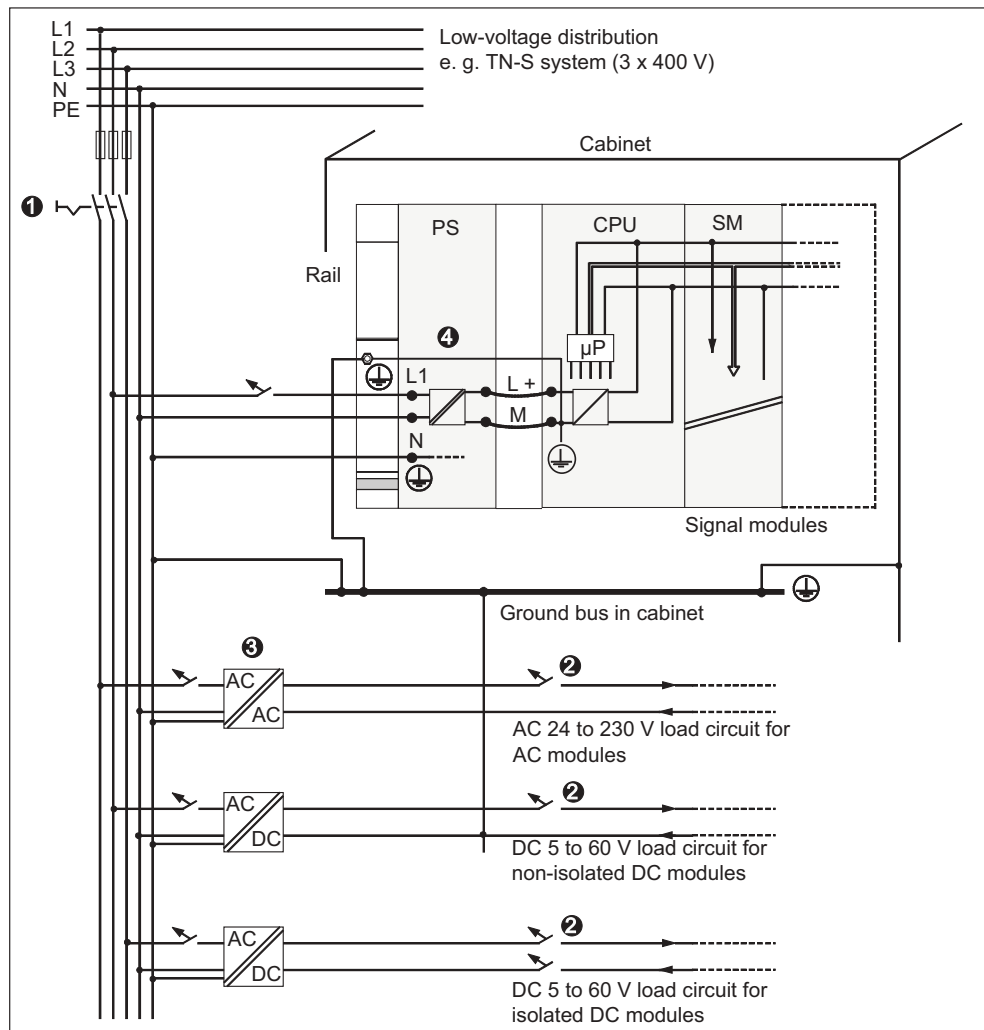 L1
L2
L3
N
PE
Low-voltage distribution
e. g. TN-S system (3 x 400 V)
Cabinet
❶
PS
CPU
SM
Rail
❹
µP
L1
L +
M
N
Signal modules
Ground bus in cabinet
❸
❷
AC
AC
AC 24 to 230 V load circuit for
AC modules
❷
AC
DC
DC 5 to 60 V load circuit for
non-isolated DC modules
❷
AC
DC
DC 5 to 60 V load circuit for
isolated DC modules